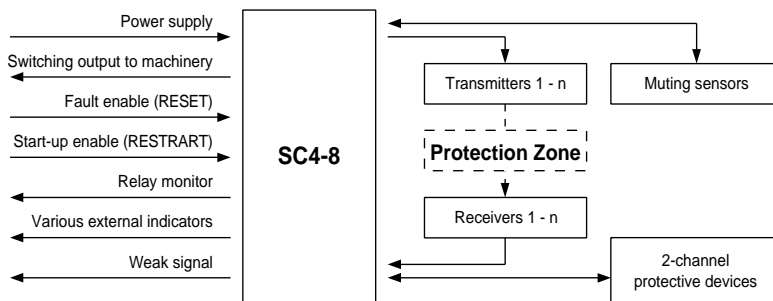 Power supply
Switching output to machinery
Fault enable (RESET)
Start-up enable (RESTRART)
Relay monitor
Various external indicators
Weak signal
SC4-8
Transmitters 1 - n
Protection Zone
Receivers 1 - n
Muting sensors
2-channel
protective devices